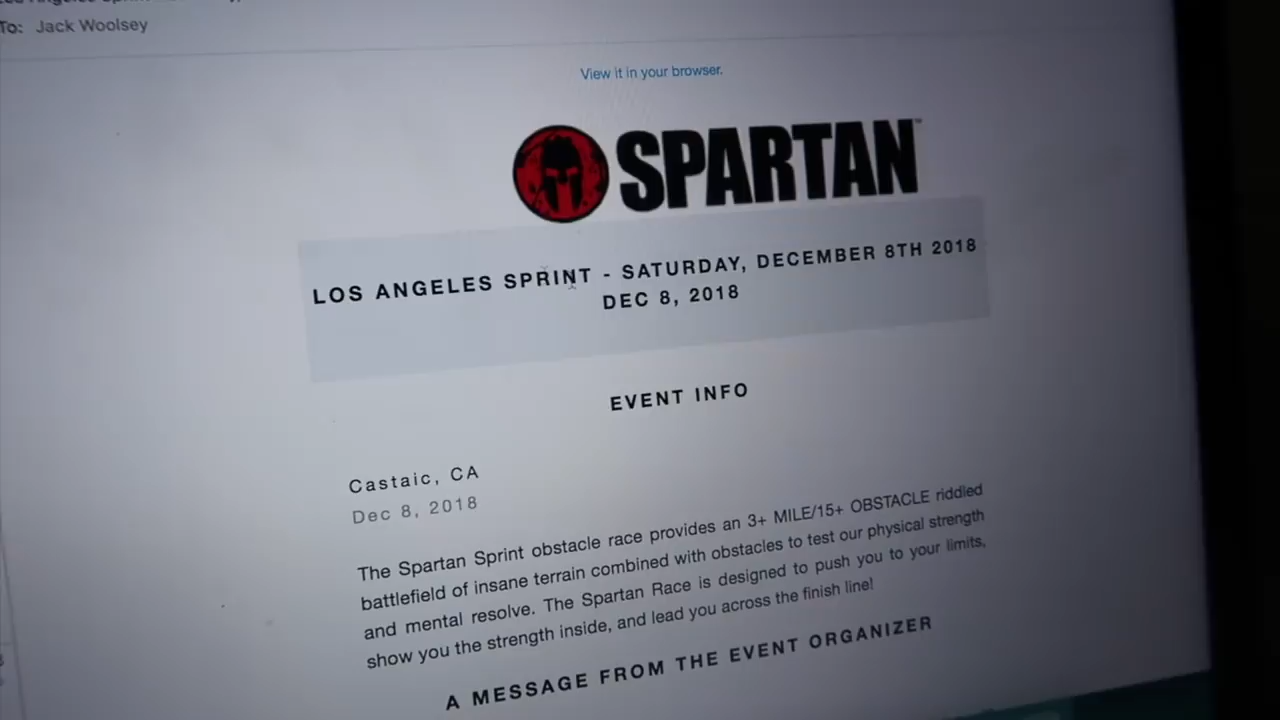 To: Jack Woolsey
View it in your browser.
SPARTAN™
LOS ANGELES SPRINT - SATURDAY, DECEMBER 8TH 2018
DEC 8, 2018
EVENT INFO
Castaic, CA
Dec 8, 2018
The Spartan Sprint obstacle race provides an 3+ MILE/15+ OBSTACLE riddled
battlefield of insane terrain combined with obstacles to test our physical strength
and mental resolve. The Spartan Race is designed to push you to your limits,
show you the strength inside, and lead you across the finish line!
A MESSAGE FROM THE EVENT ORGANIZER